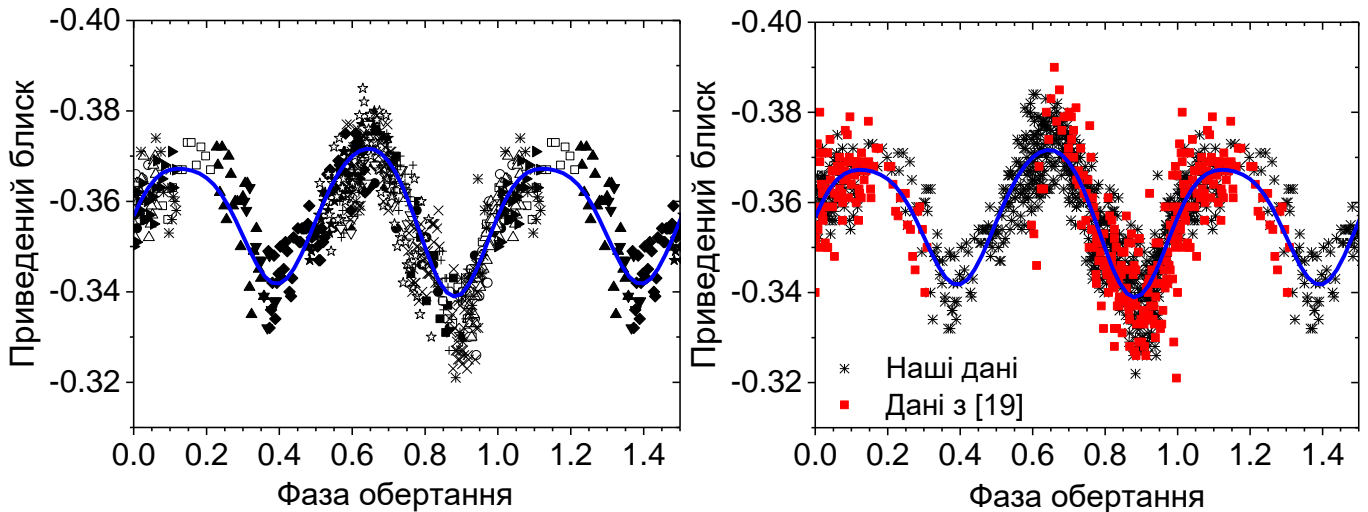 -0.40
-0.38
-0.36
-0.34
-0.32
Приведений блиск
0.0 0.2 0.4 0.6 0.8 1.0 1.2 1.4
Фаза обертання
-0.40
-0.38
-0.36
-0.34
-0.32
Приведений блиск
Наші дані
Дані з [19]
0.0 0.2 0.4 0.6 0.8 1.0 1.2 1.4
Фаза обертання